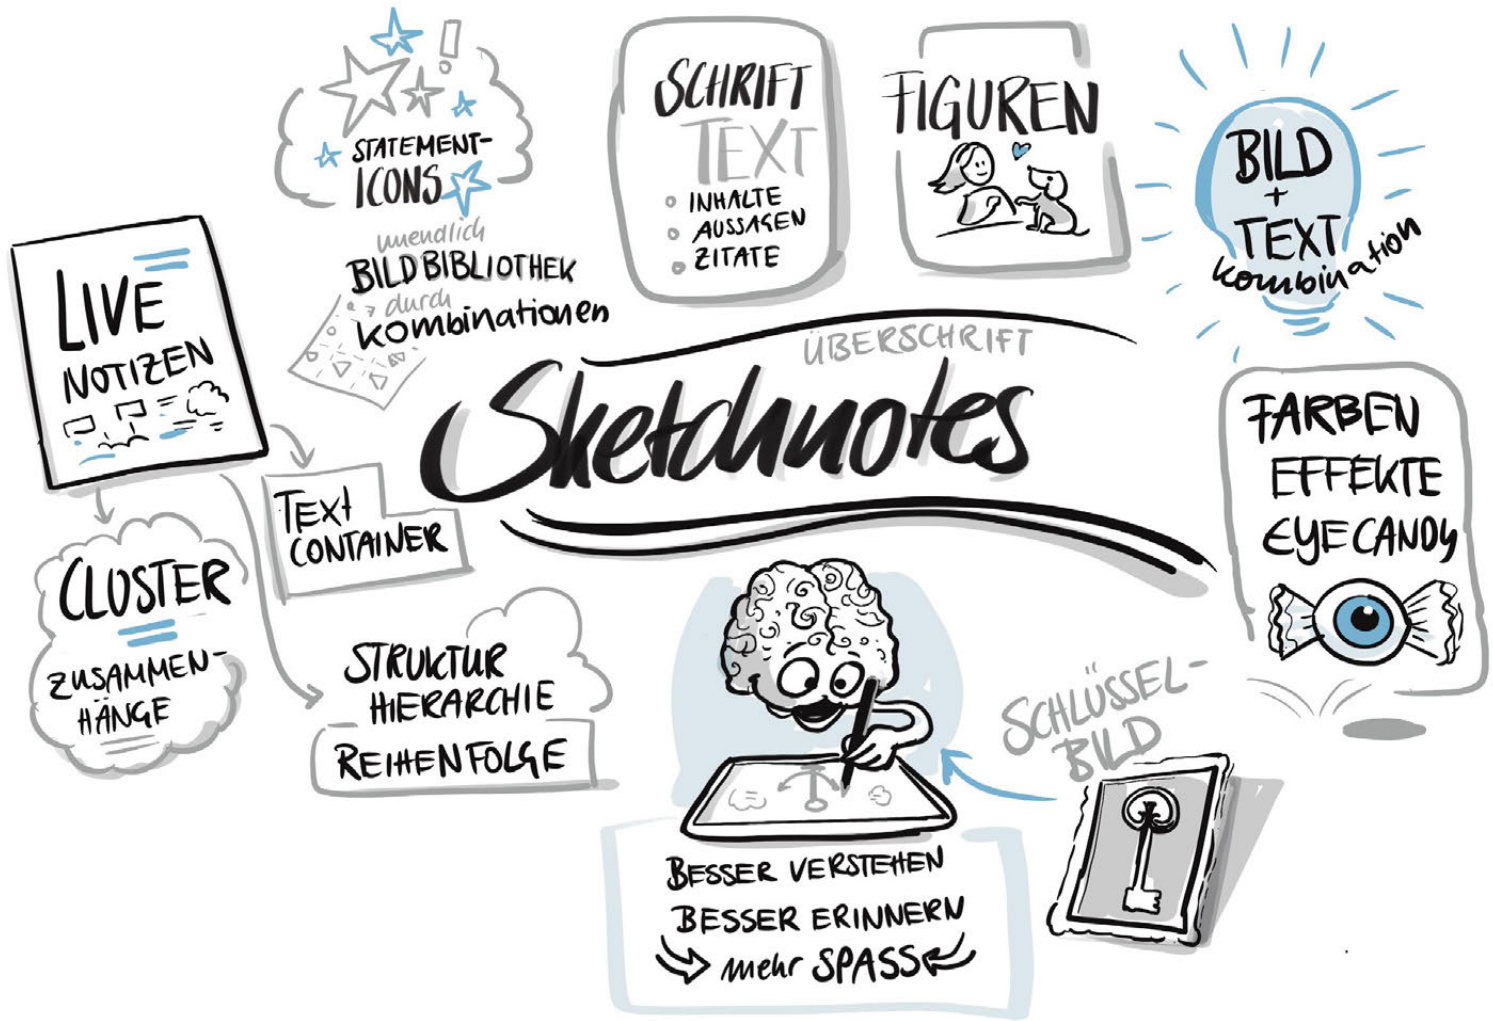 STATEMENT-
ICONS
unendlich
BILDBIBLIOTHEK
durch
kombinationen
SCHRIFT
TEXT
INHALTE
AUSSAGEN
ZITATE
FIGUREN
BILD
+
TEXT
kombination
LIVE
NOTIZEN
ÜBERSCHRIFT
Sketchnotes
FARBEN
EFFEKTE
EYECANDY
TEXT
CONTAINER
CLUSTER
ZUSAMMEN-
HÄNGE
STRUKTUR
HIERARCHIE
REIHENFOLGE
SCHLÜSSEL-
BILD
BESSER VERSTEHEN
BESSER ERINNERN
mehr SPASS